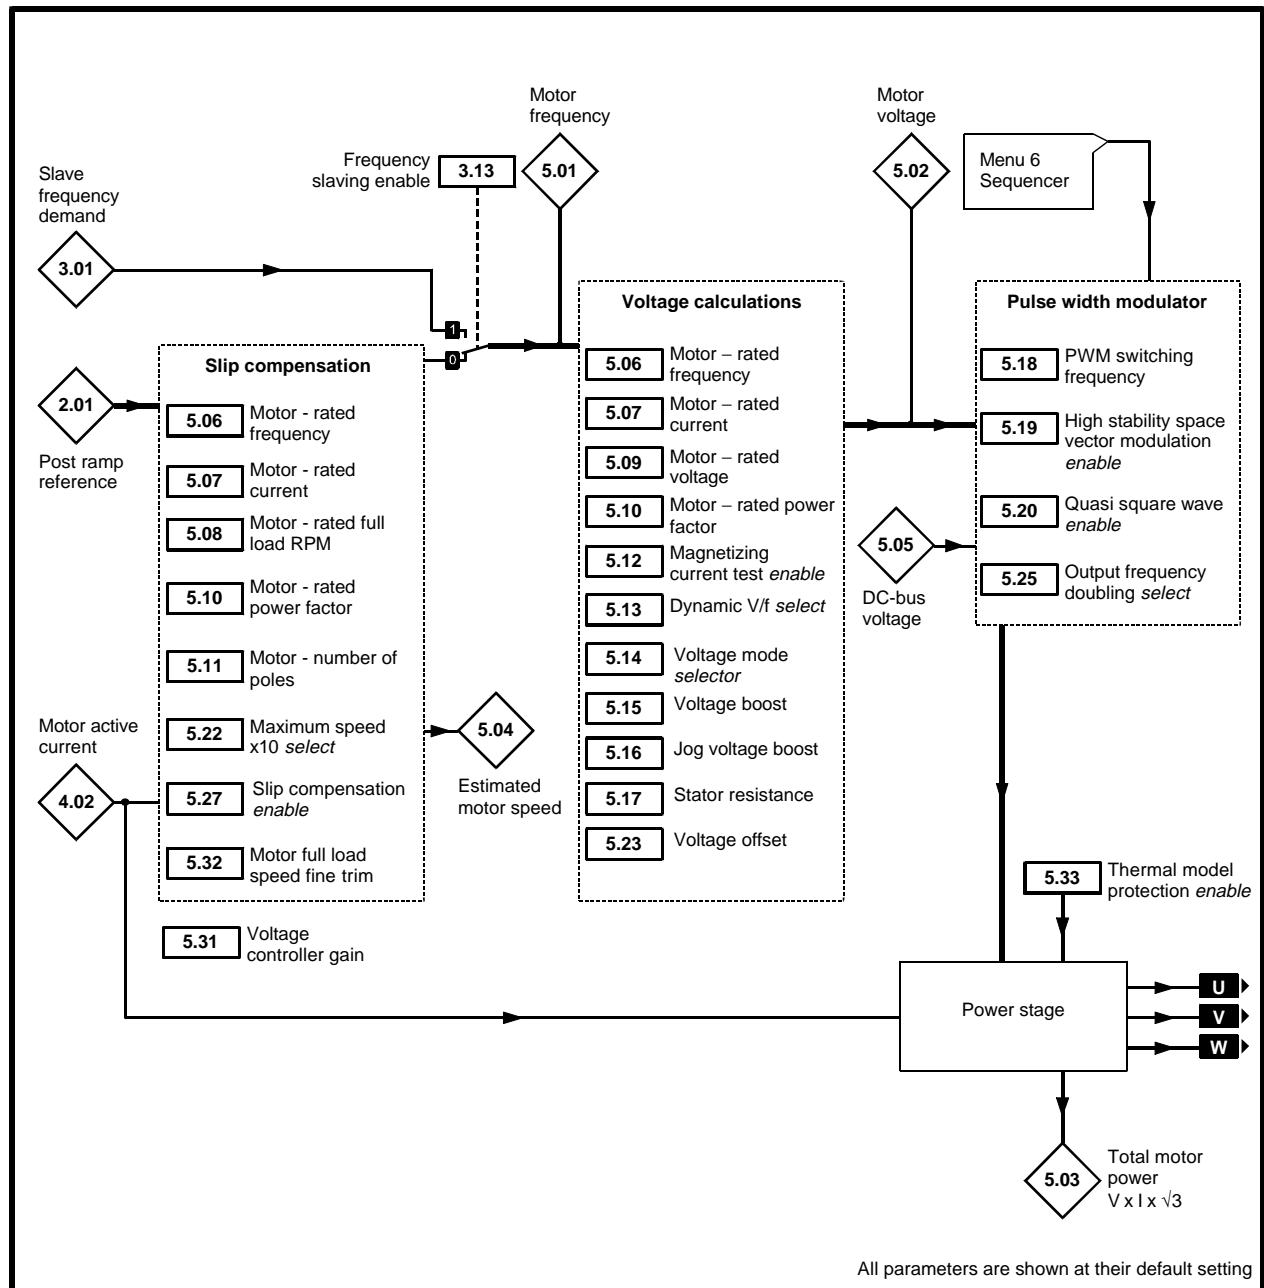 Motor
frequency
5.01
Motor
voltage
5.02
Menu 6
Sequencer
Frequency
slaving enable
3.13
Slave
frequency
demand
3.01
1
0
2.01
Post ramp
reference
Slip compensation
5.06
Motor - rated
frequency
5.07
Motor - rated
current
5.08
Motor - rated full
load RPM
5.10
Motor - rated
power factor
5.11
Motor - number of
poles
5.22
Maximum speed
x10 select
5.27
Slip compensation
enable
5.32
Motor full load
speed fine trim
5.31
Voltage
controller gain
Motor active
current
4.02
5.04
Estimated
motor speed
Voltage calculations
5.06
Motor – rated
frequency
5.07
Motor – rated
current
5.09
Motor – rated
voltage
5.10
Motor – rated power
factor
5.12
Magnetizing
current test enable
5.13
Dynamic V/f select
5.14
Voltage mode
selector
5.15
Voltage boost
5.16
Jog voltage boost
5.17
Stator resistance
5.23
Voltage offset
5.05
DC-bus
voltage
Pulse width modulator
5.18
PWM switching
frequency
5.19
High stability space
vector modulation
enable
5.20
Quasi square wave
enable
5.25
Output frequency
doubling select
5.33
Thermal model
protection enable
Power stage
U
V
W
5.03
Total motor
power
V x I x √3
All parameters are shown at their default setting